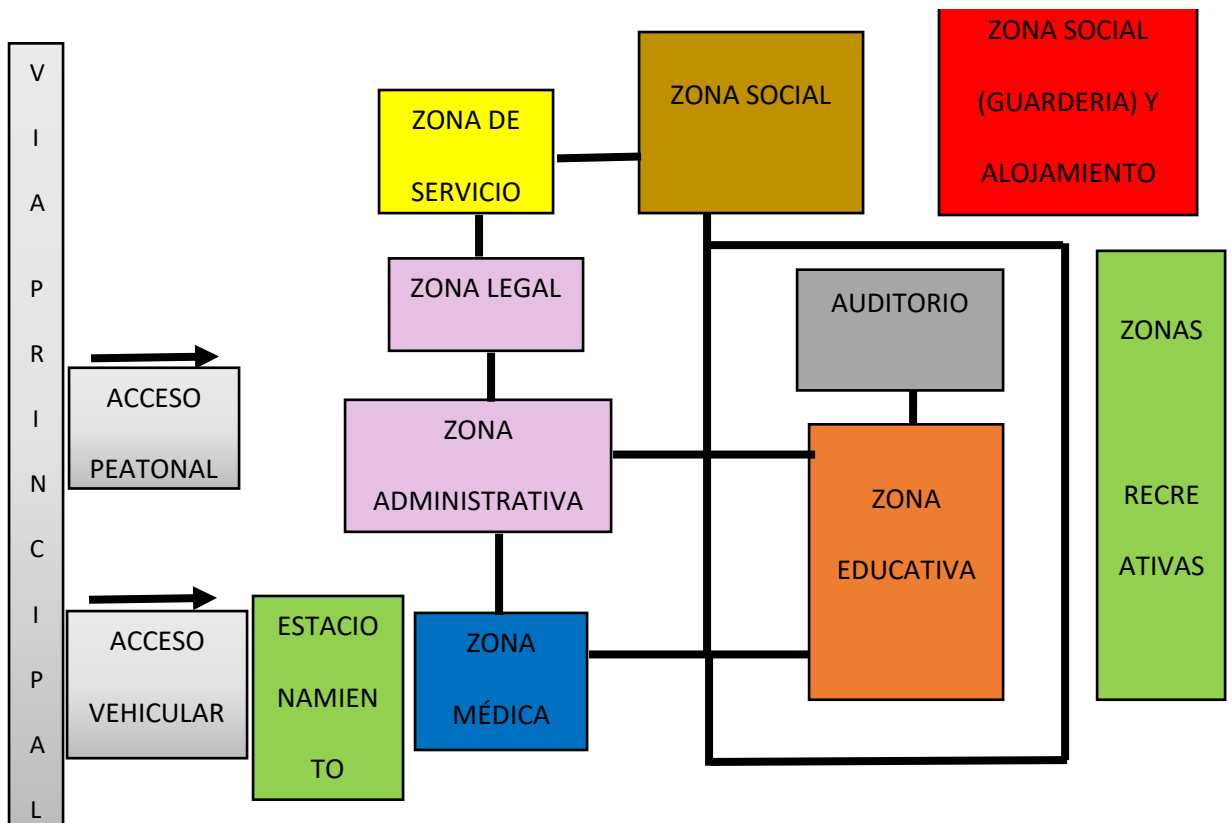 V
I
A
P
R
I
N
C
I
P
A
L
ACCESO
PEATONAL
ACCESO
VEHICULAR
ESTACIO
NAMIEN
TO
ZONA DE
SERVICIO
ZONA LEGAL
ZONA
ADMINISTRATIVA
ZONA
MÉDICA
ZONA SOCIAL
AUDITORIO
ZONA
EDUCATIVA
ZONA SOCIAL
(GUARDERIA) Y
ALOJAMIENTO
ZONAS
RECRE
ATIVAS